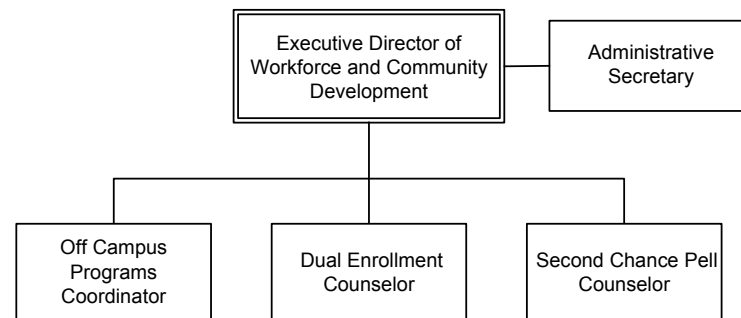 Executive Director of
Workforce and Community
Development
Administrative
Secretary
Off Campus
Programs
Coordinator
Dual Enrollment
Counselor
Second Chance Pell
Counselor